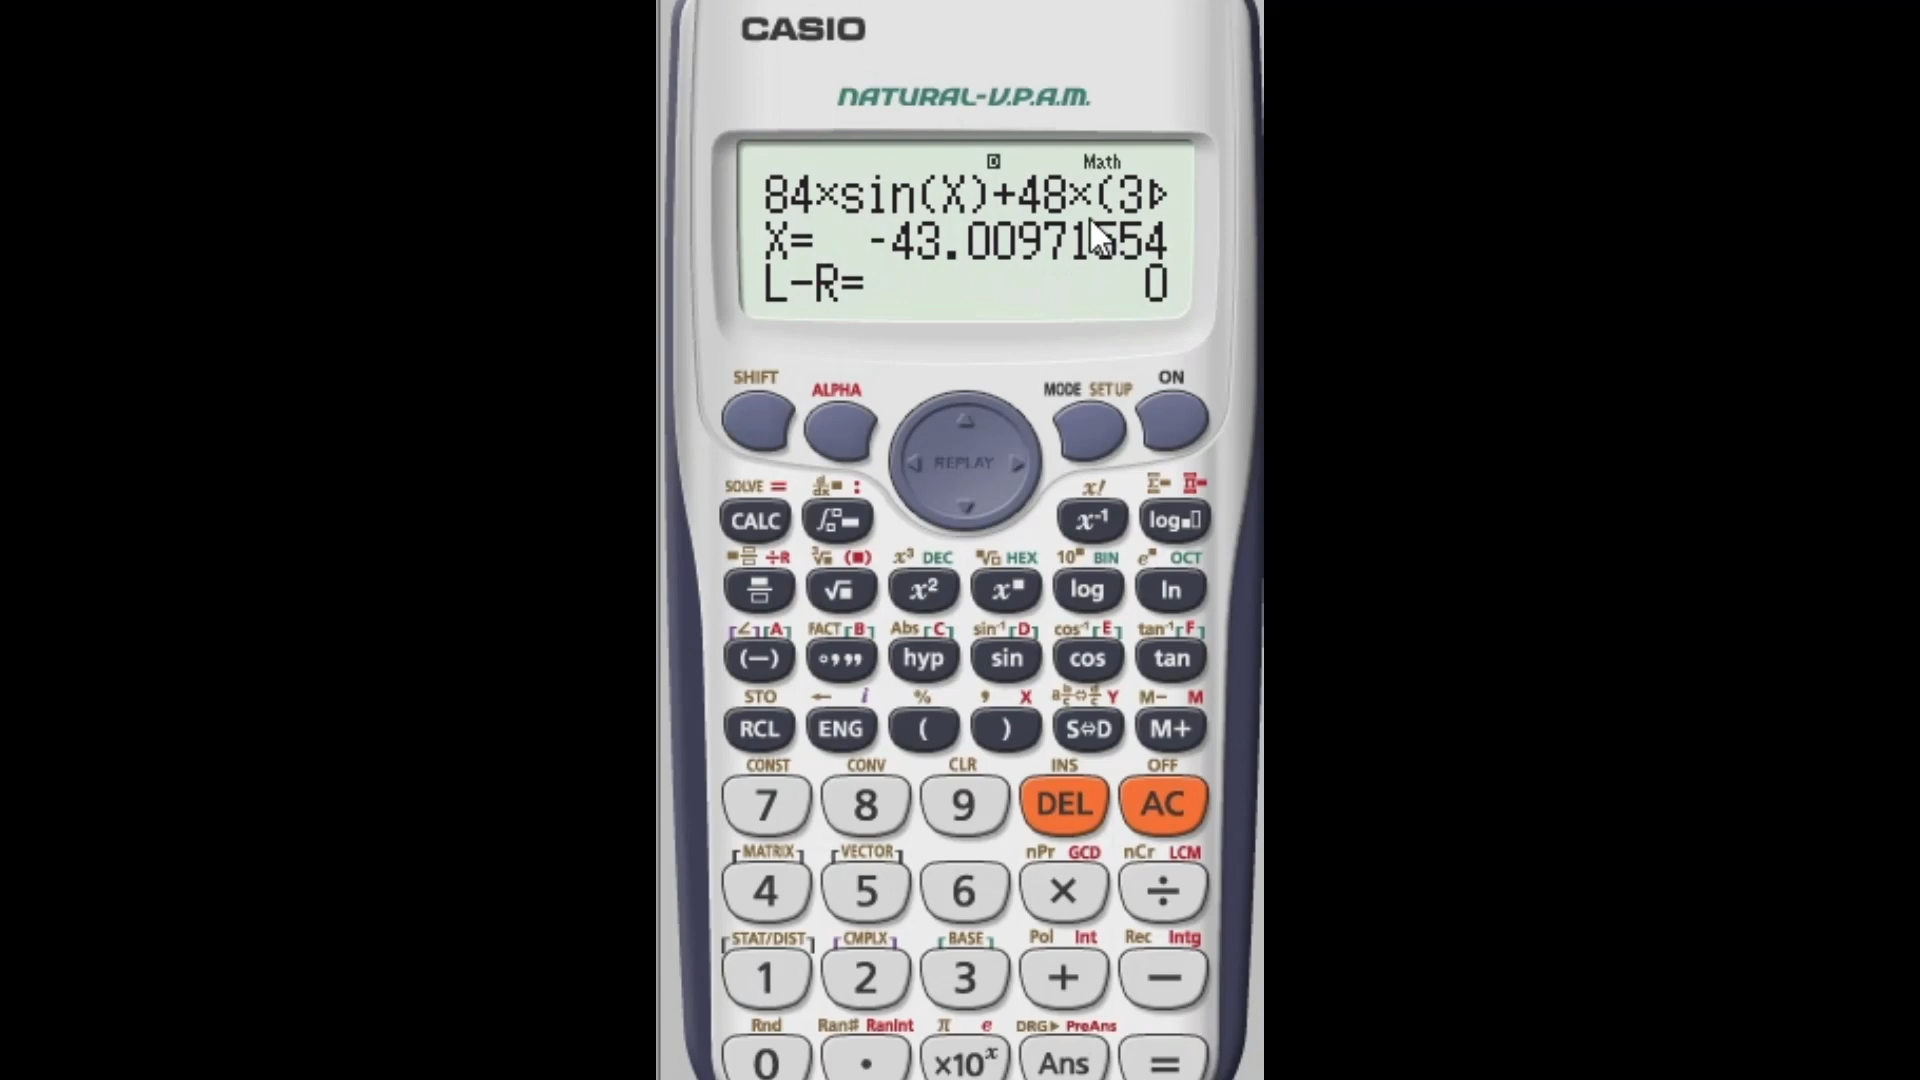 CASIO
NATURAL-V.P.A.M.
D Math
84×sin(X)+48×(3▷
X= -43.00971554
L-R= 0
SHIFT ALPHA MODE SETUP ON
REPLAY
SOLVE = d/dx■ : x! Σ■ Π■
CALC ∫□■ x⁻¹ log■□
■□/□ ÷R ³√■ (■) x³ DEC ■√□ HEX 10■ BIN e■ OCT
■/□ √■ x² x■ log ln
∠ A FACT B Abs C sin⁻¹ D cos⁻¹ E tan⁻¹ F
(−) °,,, hyp sin cos tan
STO ← i % , X a b/c⇔d/c Y M− M
RCL ENG ( ) S⇔D M+
CONST CONV CLR INS OFF
7 8 9 DEL AC
MATRIX VECTOR nPr GCD nCr LCM
4 5 6 × ÷
STAT/DIST CMPLX BASE Pol Int Rec Intg
1 2 3 + −
Rnd Ran# RanInt π e DRG▶ PreAns
0 • ×10ˣ Ans =